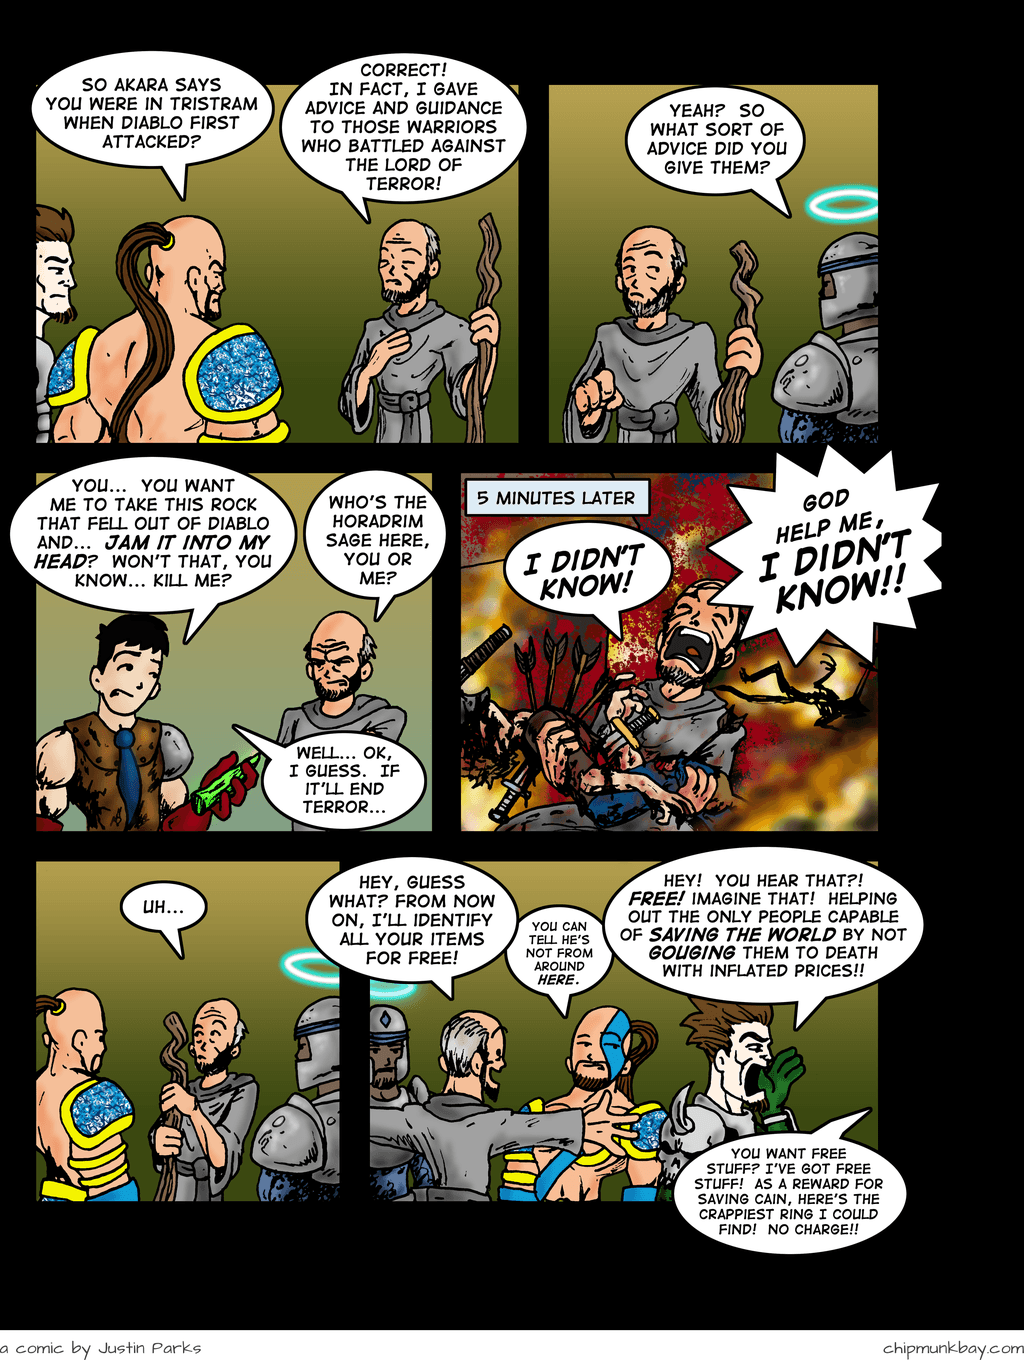 SO AKARA SAYS
YOU WERE IN TRISTRAM
WHEN DIABLO FIRST
ATTACKED?
CORRECT!
IN FACT, I GAVE
ADVICE AND GUIDANCE
TO THOSE WARRIORS
WHO BATTLED AGAINST
THE LORD OF
TERROR!
YEAH? SO
WHAT SORT OF
ADVICE DID YOU
GIVE THEM?
YOU... YOU WANT
ME TO TAKE THIS ROCK
THAT FELL OUT OF DIABLO
AND... JAM IT INTO MY
HEAD? WON'T THAT, YOU
KNOW... KILL ME?
WHO'S THE
HORADRIM
SAGE HERE,
YOU OR
ME?
WELL... OK,
I GUESS. IF
IT'LL END
TERROR...
5 MINUTES LATER
I DIDN'T
KNOW!
GOD
HELP ME,
I DIDN'T
KNOW!!
UH...
HEY, GUESS
WHAT? FROM NOW
ON, I'LL IDENTIFY
ALL YOUR ITEMS
FOR FREE!
YOU CAN
TELL HE'S
NOT FROM
AROUND
HERE.
HEY! YOU HEAR THAT?!
FREE! IMAGINE THAT! HELPING
OUT THE ONLY PEOPLE CAPABLE
OF SAVING THE WORLD BY NOT
GOUGING THEM TO DEATH
WITH INFLATED PRICES!!
YOU WANT FREE
STUFF? I'VE GOT FREE
STUFF! AS A REWARD FOR
SAVING CAIN, HERE'S THE
CRAPPIEST RING I COULD
FIND! NO CHARGE!!
a comic by Justin Parks
chipmunkbay.com